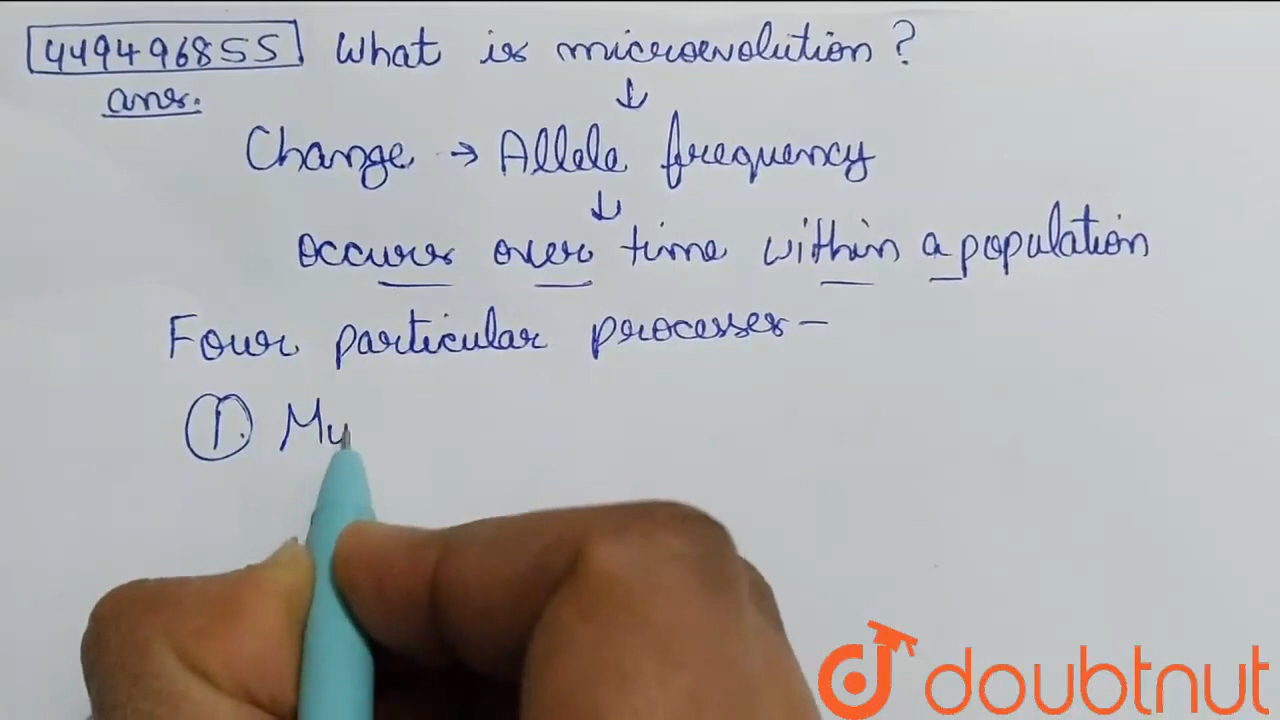 449496855 What is microevolution?
ans.
↓
Change → Allele frequency
↓
occurs over time within a population
Four particular processes –
① Mu
doubtnut